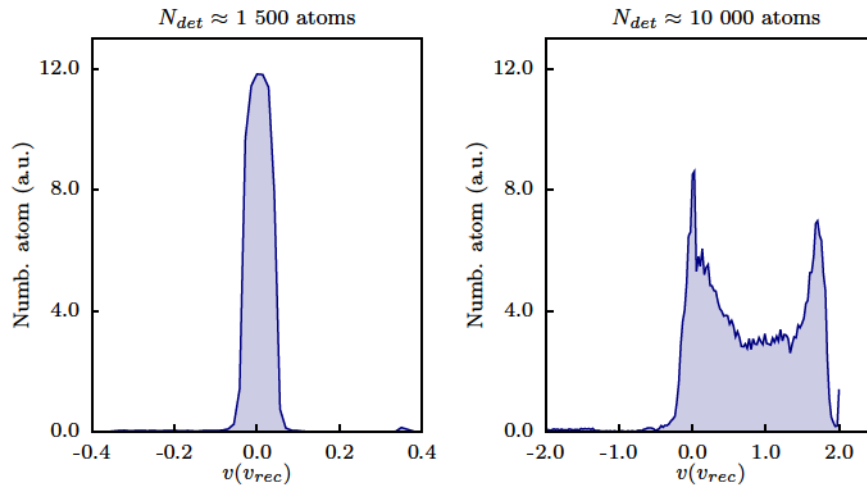 N_det ≈ 1 500 atoms
Numb. atom (a.u.)
12.0
8.0
4.0
0.0
-0.4 -0.2 0.0 0.2 0.4
v(v_rec)
N_det ≈ 10 000 atoms
Numb. atom (a.u.)
12.0
8.0
4.0
0.0
-2.0 -1.0 0.0 1.0 2.0
v(v_rec)